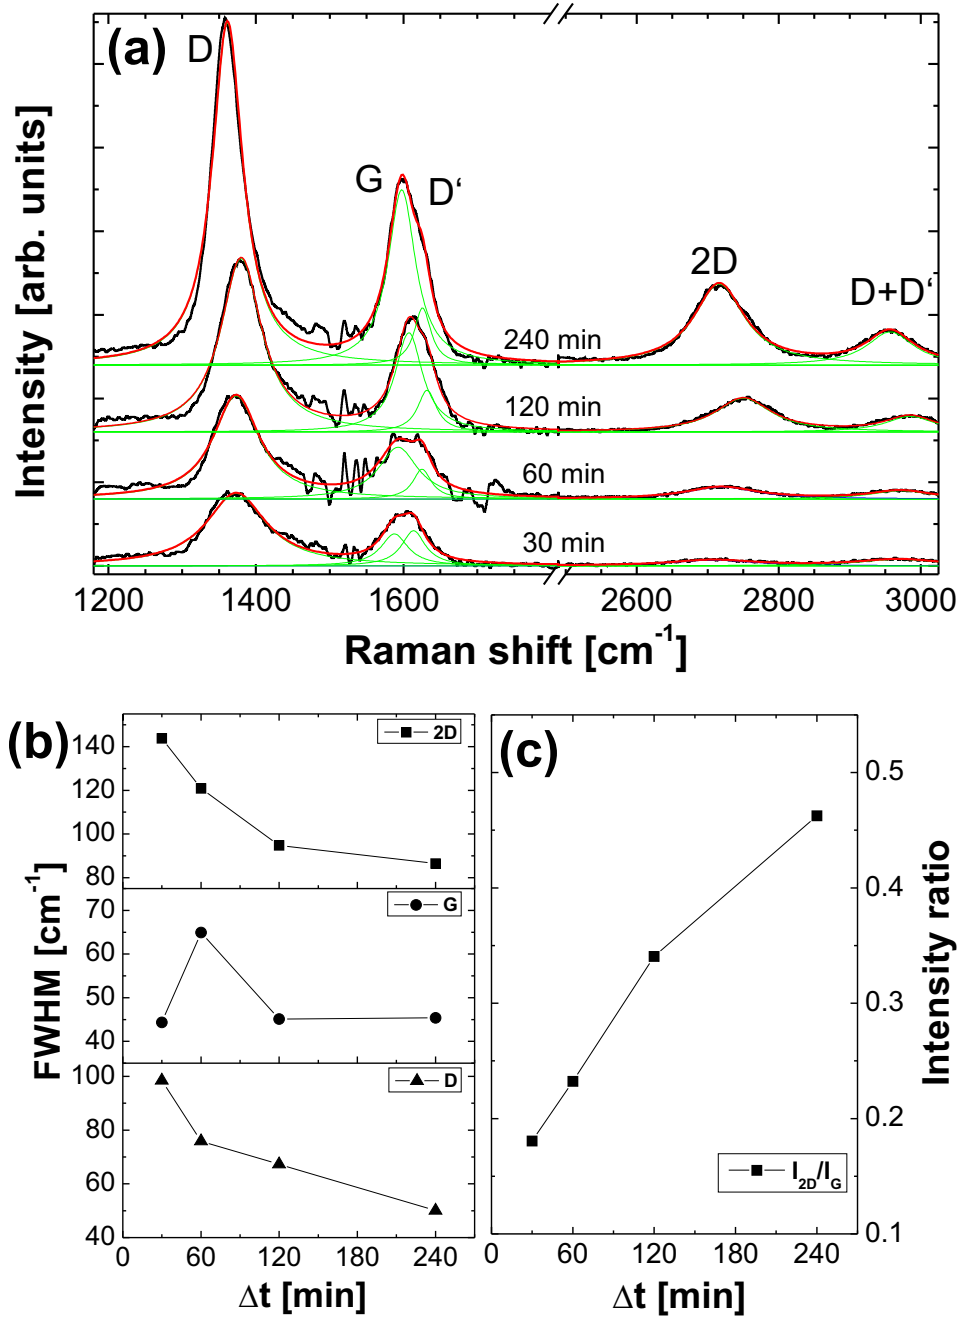 (a)
D
G
D'
2D
D+D'
240 min
120 min
60 min
30 min
Intensity [arb. units]
1200 1400 1600 2600 2800 3000
Raman shift [cm⁻¹]
(b)
2D
140
120
100
80
G
70
60
50
40
D
100
80
60
40
FWHM [cm⁻¹]
0 60 120 180 240
Δt [min]
(c)
0.5
0.4
0.3
0.2
0.1
Intensity ratio
I₂D/IG
0 60 120 180 240
Δt [min]